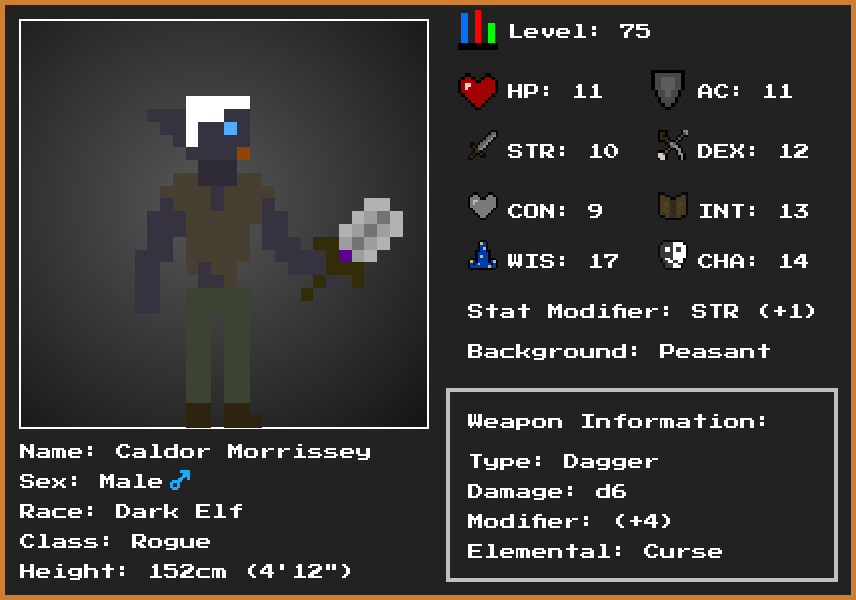 Level: 75
HP: 11
AC: 11
STR: 10
DEX: 12
CON: 9
INT: 13
WIS: 17
CHA: 14
Stat Modifier: STR (+1)
Background: Peasant
Weapon Information:
Type: Dagger
Damage: d6
Modifier: (+4)
Elemental: Curse
Name: Caldor Morrissey
Sex: Male♂
Race: Dark Elf
Class: Rogue
Height: 152cm (4'12")